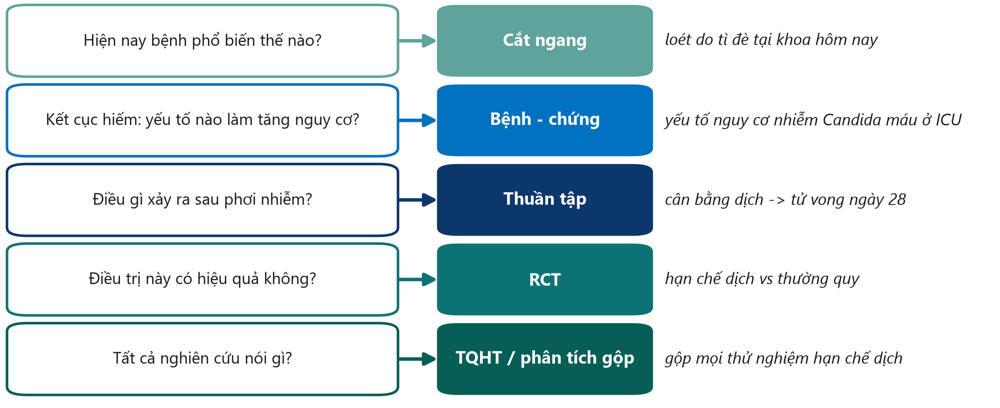 Hiện nay bệnh phổ biến thế nào?
Cắt ngang
loét do tì đè tại khoa hôm nay
Kết cục hiếm: yếu tố nào làm tăng nguy cơ?
Bệnh - chứng
yếu tố nguy cơ nhiễm Candida máu ở ICU
Điều gì xảy ra sau phơi nhiễm?
Thuần tập
cân bằng dịch -> tử vong ngày 28
Điều trị này có hiệu quả không?
RCT
hạn chế dịch vs thường quy
Tất cả nghiên cứu nói gì?
TQHT / phân tích gộp
gộp mọi thử nghiệm hạn chế dịch